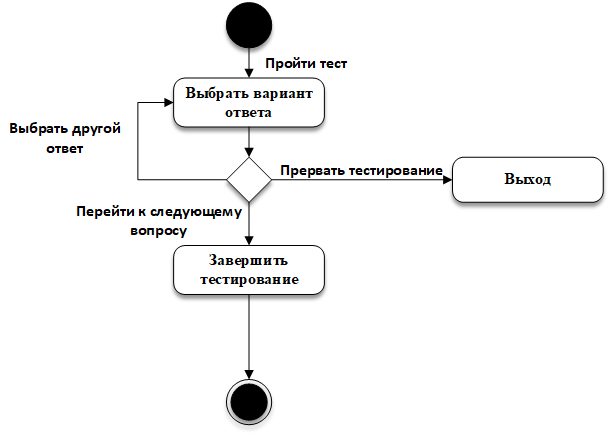 Пройти тест
Выбрать вариант
ответа
Выбрать другой
ответ
Прервать тестирование
Выход
Перейти к следующему
вопросу
Завершить
тестирование